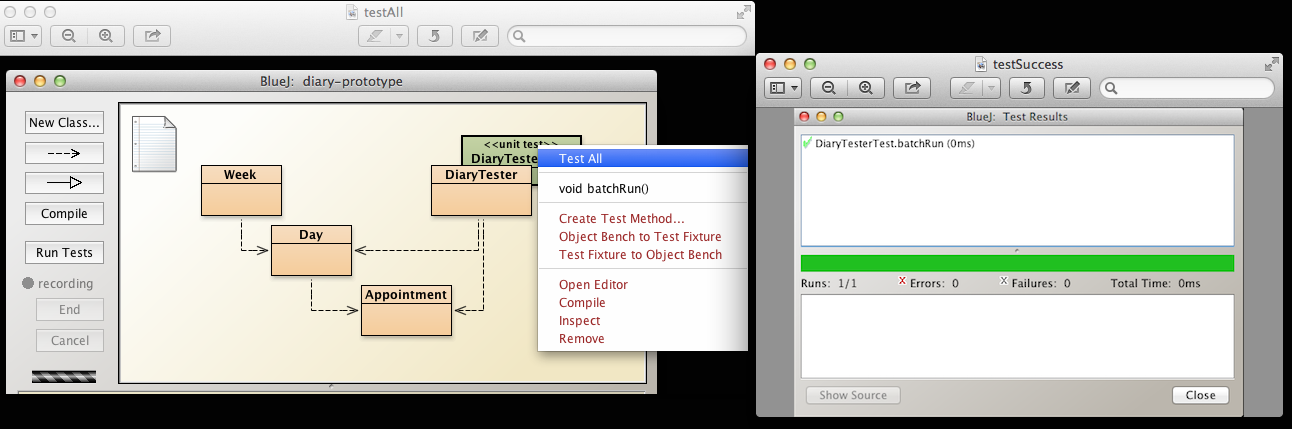 testAll
BlueJ: diary-prototype
New Class...
Compile
Run Tests
recording
End
Cancel
<<unit test>>
DiaryTeste
Week
DiaryTester
Day
Appointment
Test All
void batchRun()
Create Test Method...
Object Bench to Test Fixture
Test Fixture to Object Bench
Open Editor
Compile
Inspect
Remove
testSuccess
BlueJ: Test Results
DiaryTesterTest.batchRun (0ms)
Runs: 1/1 X Errors: 0 X Failures: 0 Total Time: 0ms
Show Source
Close